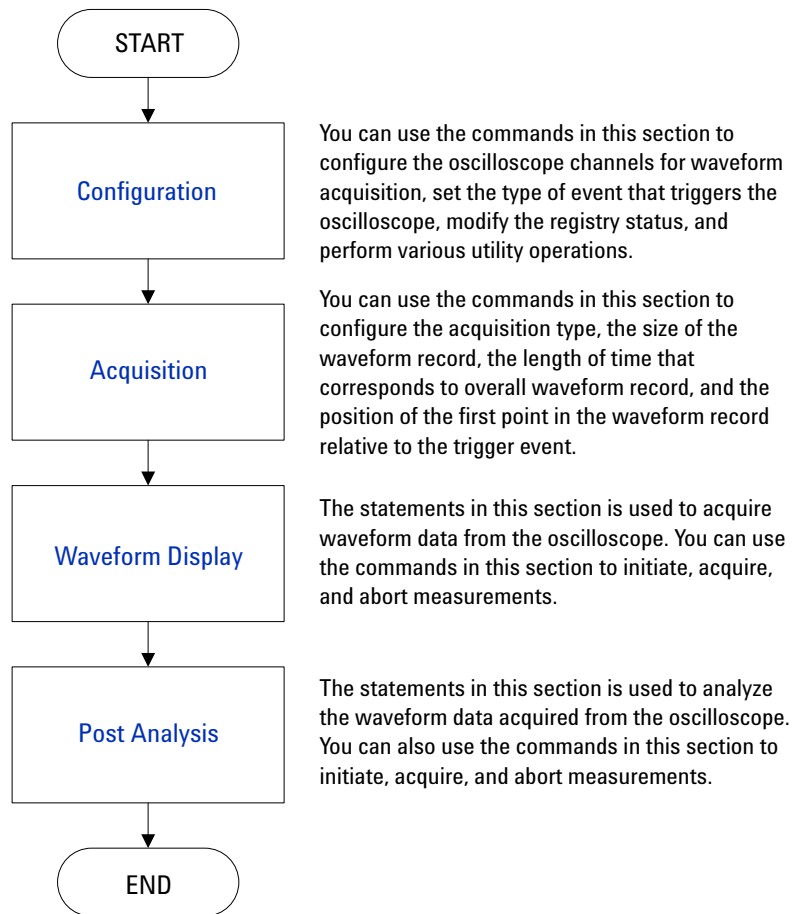 START
Configuration
You can use the commands in this section to
configure the oscilloscope channels for waveform
acquisition, set the type of event that triggers the
oscilloscope, modify the registry status, and
perform various utility operations.
Acquisition
You can use the commands in this section to
configure the acquisition type, the size of the
waveform record, the length of time that
corresponds to overall waveform record, and the
position of the first point in the waveform record
relative to the trigger event.
Waveform Display
The statements in this section is used to acquire
waveform data from the oscilloscope. You can use
the commands in this section to initiate, acquire,
and abort measurements.
Post Analysis
The statements in this section is used to analyze
the waveform data acquired from the oscilloscope.
You can also use the commands in this section to
initiate, acquire, and abort measurements.
END